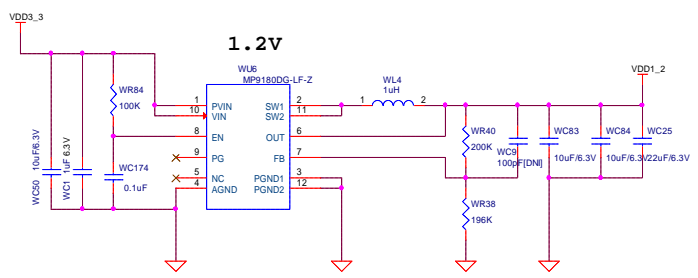 VDD3_3
1.2V
WU6
MP9180DG-LF-Z
WL4
1uH
VDD1_2
WR84
100K
1 PVIN SW1 2
10 VIN SW2 11
1 2
8 EN OUT 6
9 PG FB 7
5 NC PGND1 3
4 AGND PGND2 12
WC50 10uF/6.3V
WC1 1uF 6.3V
WC174
0.1uF
WR40
200K
WC9
100pF[DNI]
WC83
10uF/6.3V
WC84
10uF/6.3V
WC25
22uF/6.3V
WR38
196K